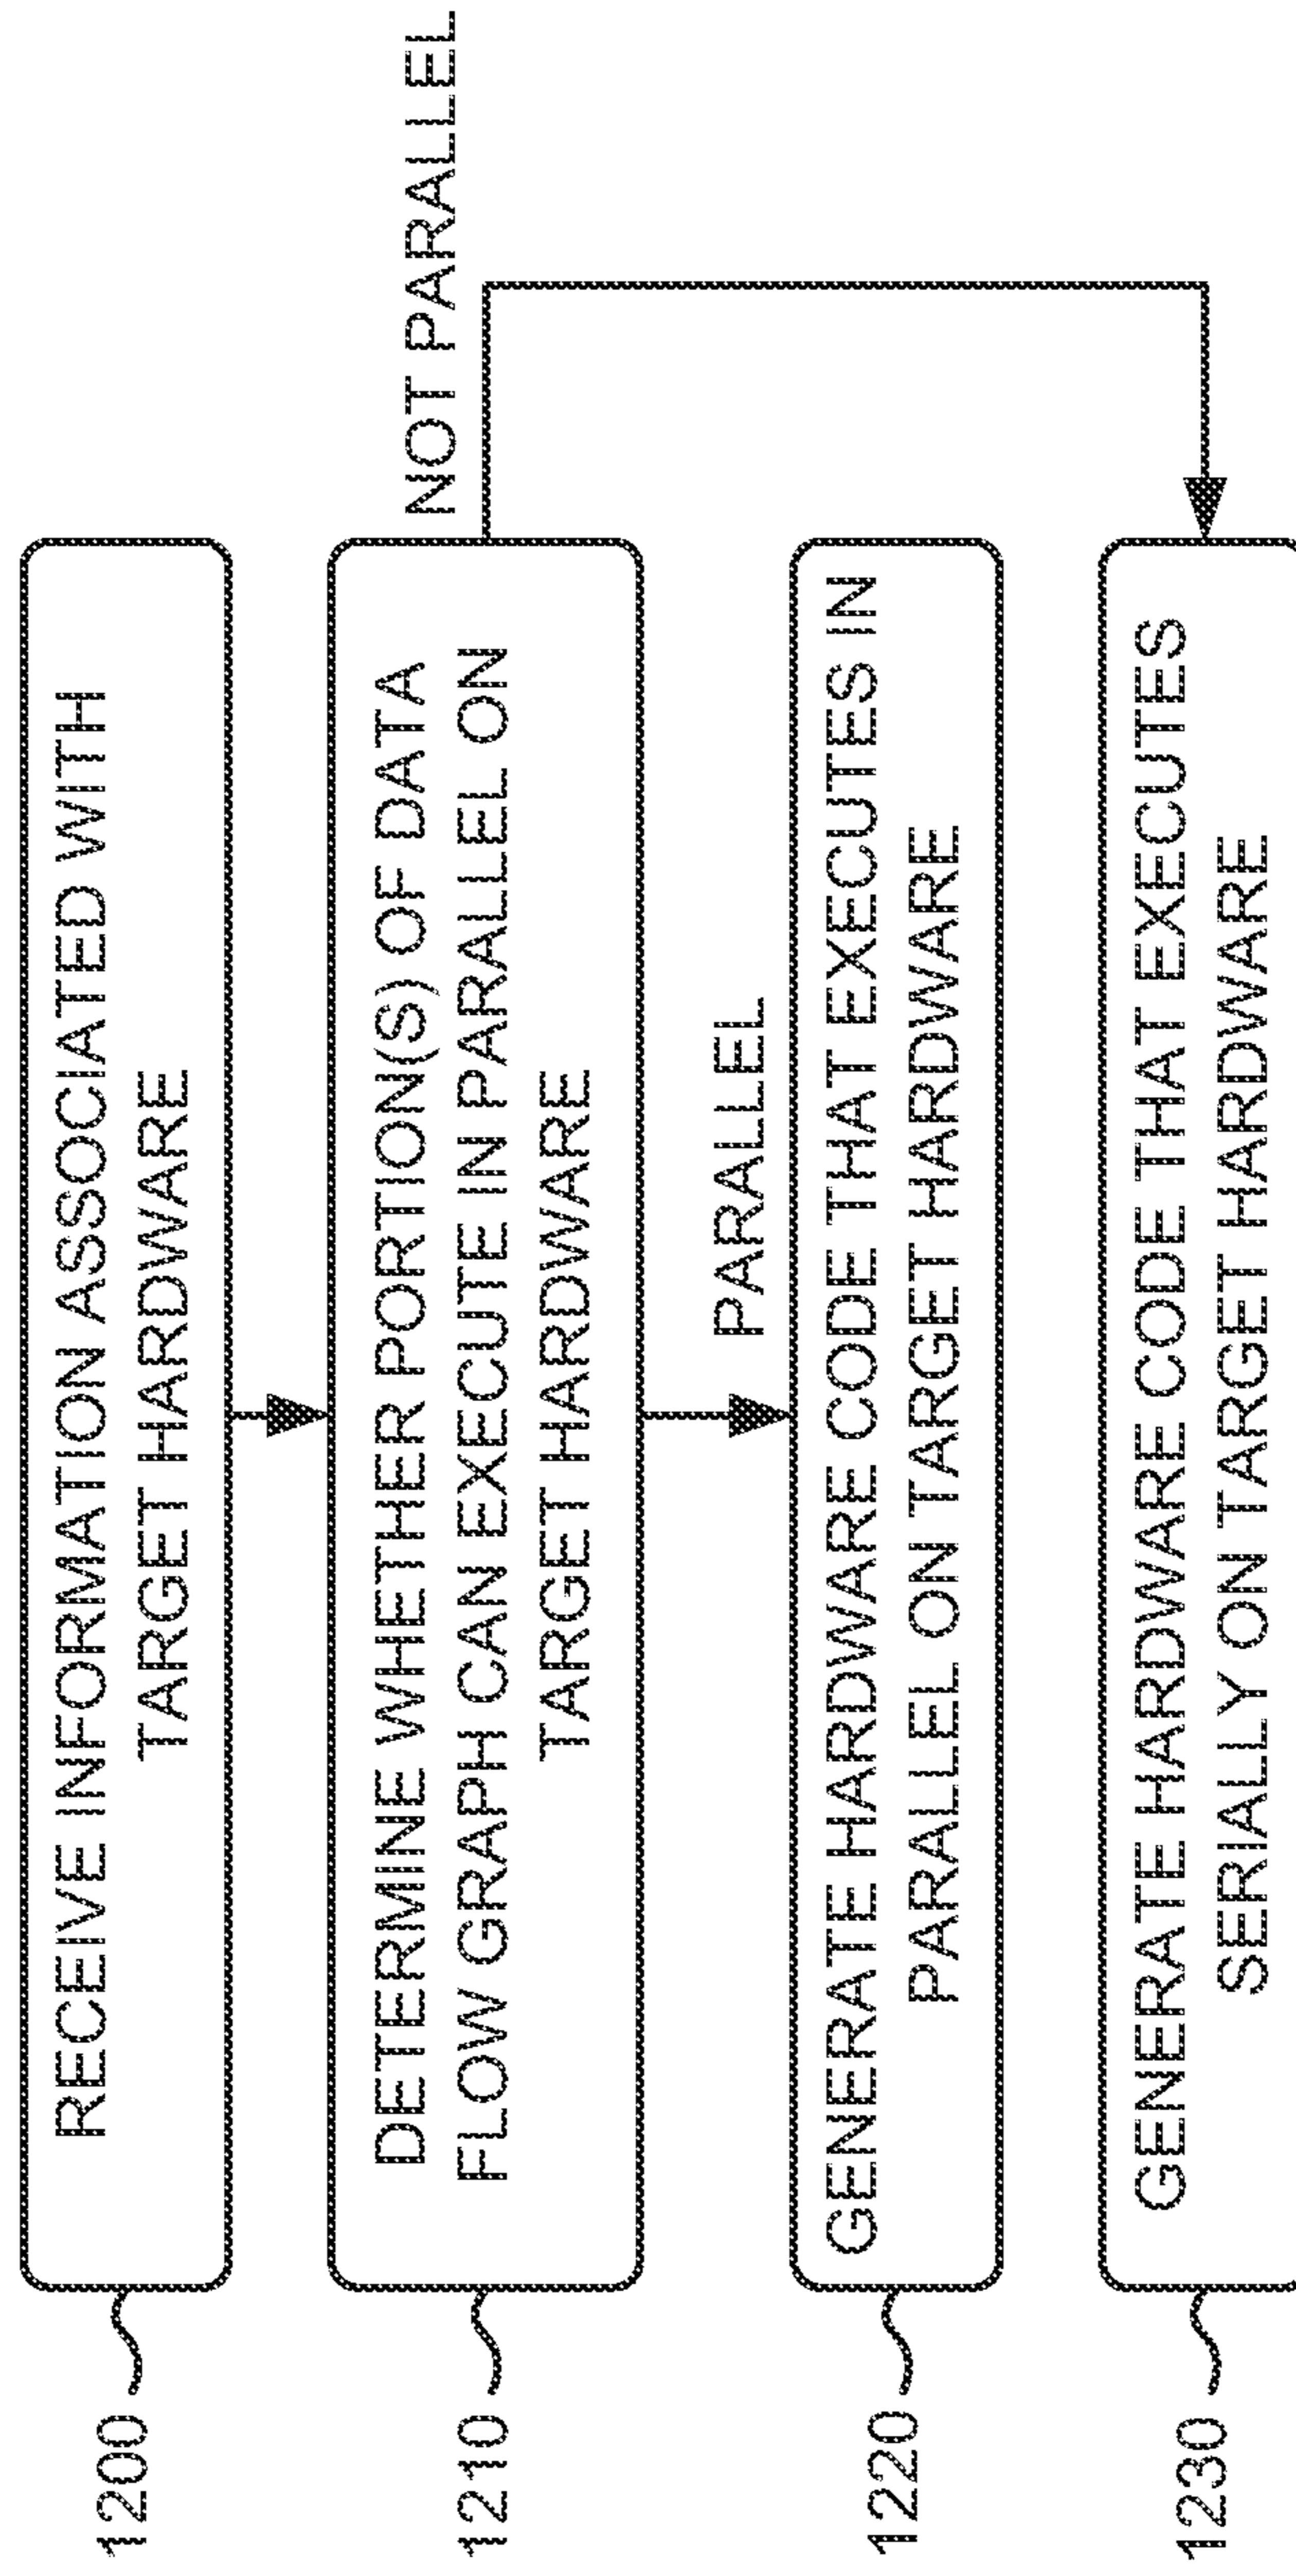 1200
RECEIVE INFORMATION ASSOCIATED WITH
TARGET HARDWARE
1210
DETERMINE WHETHER PORTION(S) OF DATA
FLOW GRAPH CAN EXECUTE IN PARALLEL ON
TARGET HARDWARE
NOT PARALLEL
PARALLEL
1220
GENERATE HARDWARE CODE THAT EXECUTES IN
PARALLEL ON TARGET HARDWARE
1230
GENERATE HARDWARE CODE THAT EXECUTES
SERIALLY ON TARGET HARDWARE